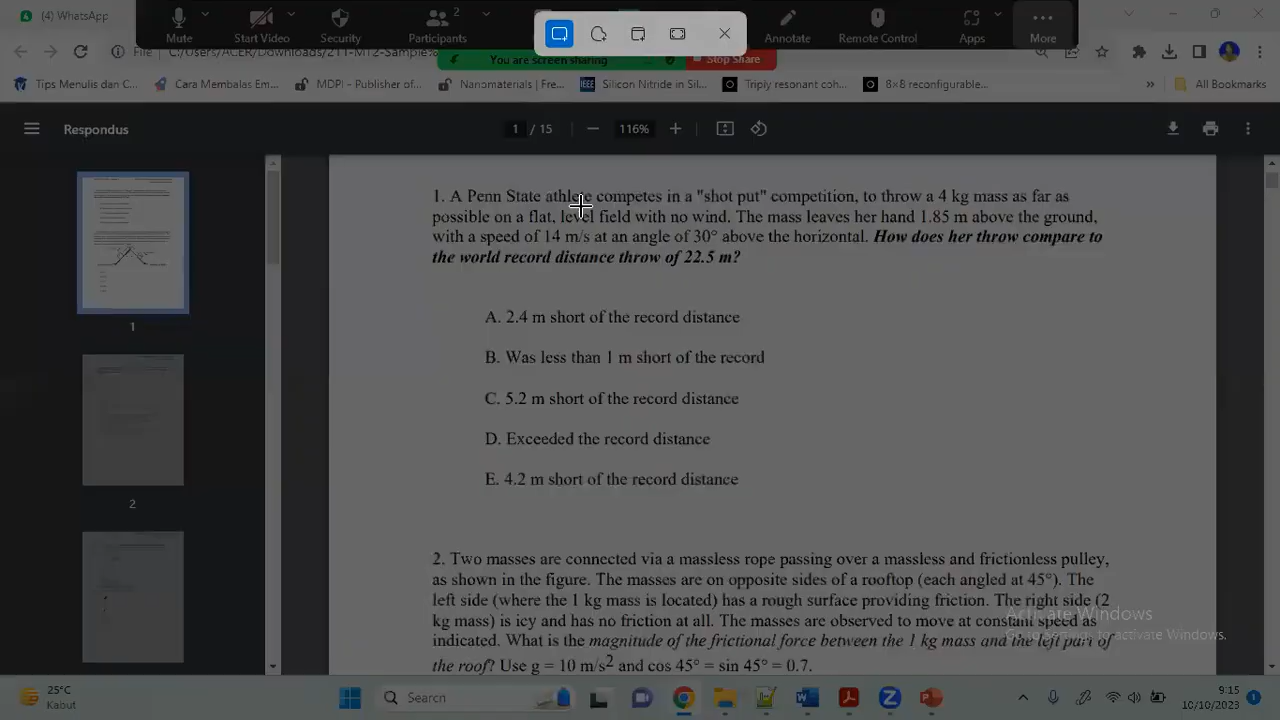 (4) WhatsApp
Mute
Start Video
Security
Participants
2
Annotate
Remote Control
Apps
More
File
C:/Users/ACER/Downloads/211-MT2-Sample%
You are screen sharing
Stop Share
Tips Menulis dan C...
Cara Membalas Em...
MDPI - Publisher of...
Nanomaterials | Fre...
IEEE
Silicon Nitride in Sil...
Triply resonant coh...
8×8 reconfigurable...
»
All Bookmarks
Respondus
1 / 15
116%
1
2
1. A Penn State athlete competes in a "shot put" competition, to throw a 4 kg mass as far as
possible on a flat, level field with no wind. The mass leaves her hand 1.85 m above the ground,
with a speed of 14 m/s at an angle of 30° above the horizontal. How does her throw compare to
the world record distance throw of 22.5 m?
A. 2.4 m short of the record distance
B. Was less than 1 m short of the record
C. 5.2 m short of the record distance
D. Exceeded the record distance
E. 4.2 m short of the record distance
2. Two masses are connected via a massless rope passing over a massless and frictionless pulley,
as shown in the figure. The masses are on opposite sides of a rooftop (each angled at 45°). The
left side (where the 1 kg mass is located) has a rough surface providing friction. The right side (2
kg mass) is icy and has no friction at all. The masses are observed to move at constant speed as
indicated. What is the magnitude of the frictional force between the 1 kg mass and the left part of
the roof? Use g = 10 m/s2 and cos 45° = sin 45° = 0.7.
Activate Windows
Go to Settings to activate Windows.
25°C
Kabut
Search
9:15
10/10/2023
1